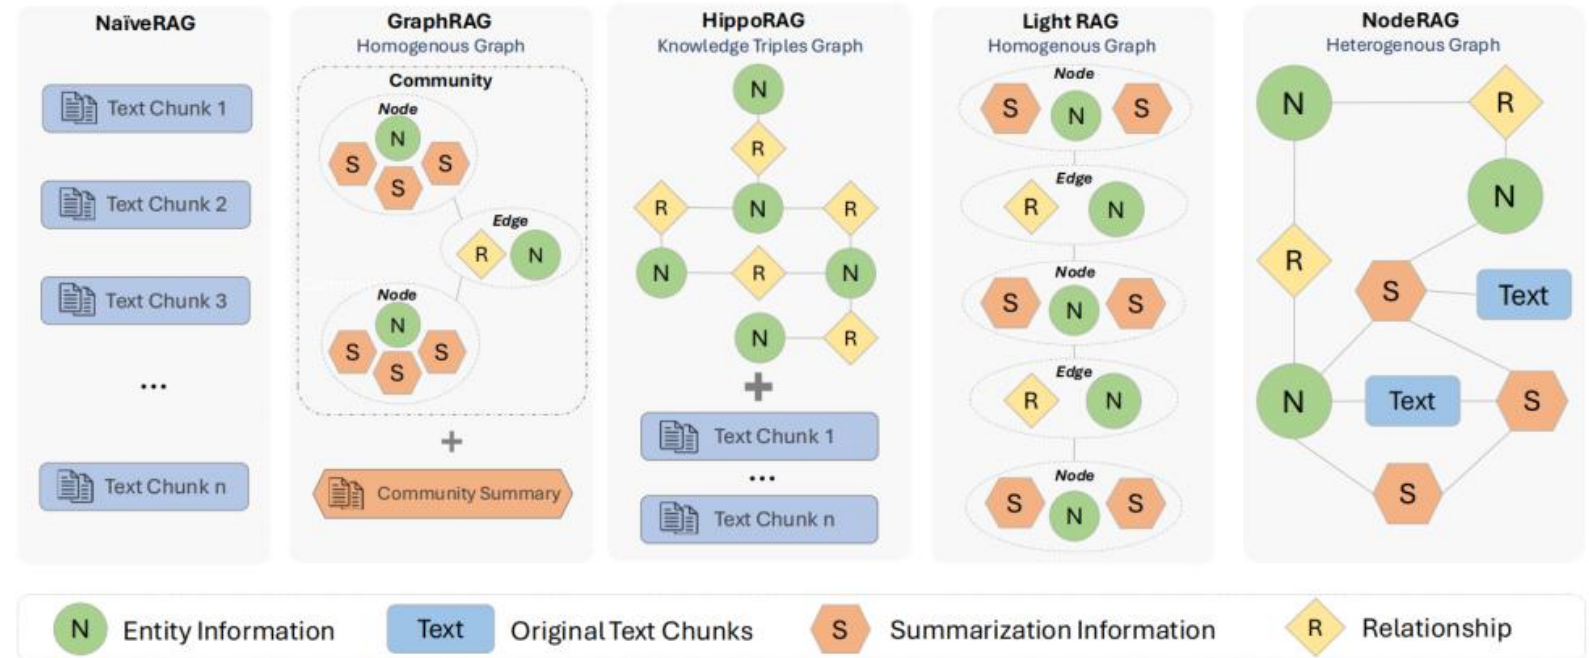 NaïveRAG
Text Chunk 1
Text Chunk 2
Text Chunk 3
...
Text Chunk n
GraphRAG
Homogenous Graph
Community
Node
N
S
S
S
Edge
R
N
Node
N
S
S
S
+
Community Summary
HippoRAG
Knowledge Triples Graph
N
R
R
N
R
N
R
N
N
R
+
Text Chunk 1
...
Text Chunk n
Light RAG
Homogenous Graph
Node
S
N
S
Edge
R
N
Node
S
N
S
Edge
R
N
Node
S
N
S
NodeRAG
Heterogenous Graph
N
R
N
R
S
Text
N
Text
S
S
N
Entity Information
Text
Original Text Chunks
S
Summarization Information
R
Relationship